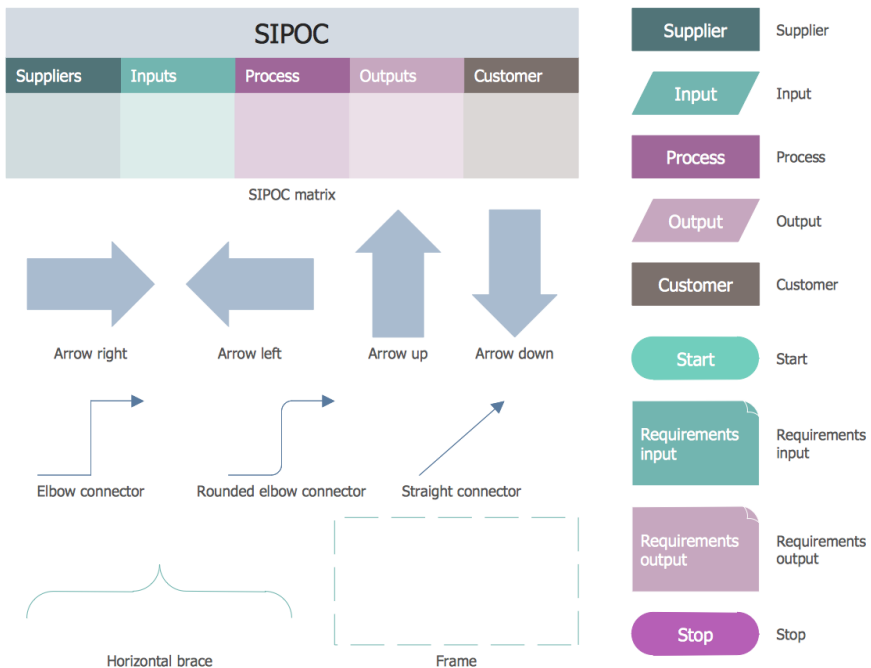 SIPOC
Suppliers Inputs Process Outputs Customer
SIPOC matrix
Arrow right Arrow left Arrow up Arrow down
Elbow connector Rounded elbow connector Straight connector
Horizontal brace Frame
Supplier Supplier
Input Input
Process Process
Output Output
Customer Customer
Start Start
Requirements Requirements
input input
Requirements Requirements
output output
Stop Stop